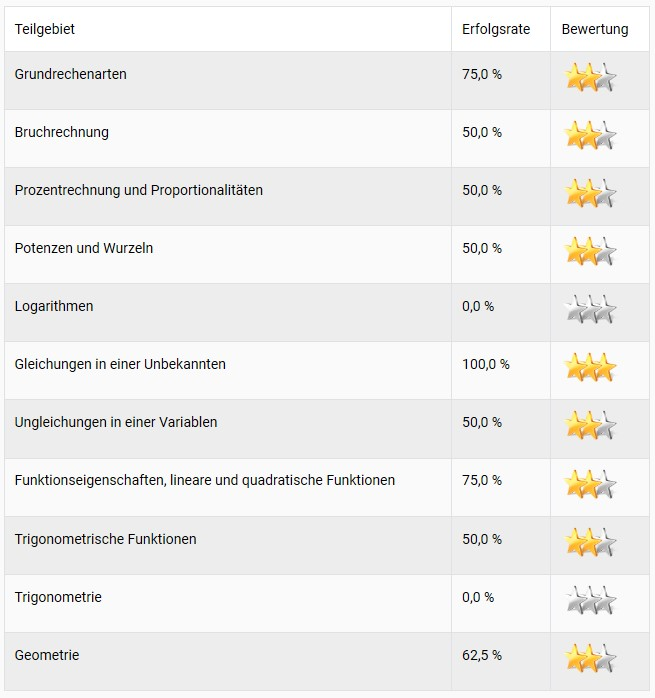 Teilgebiet Erfolgsrate Bewertung
Grundrechenarten 75,0 %
Bruchrechnung 50,0 %
Prozentrechnung und Proportionalitäten 50,0 %
Potenzen und Wurzeln 50,0 %
Logarithmen 0,0 %
Gleichungen in einer Unbekannten 100,0 %
Ungleichungen in einer Variablen 50,0 %
Funktionseigenschaften, lineare und quadratische Funktionen 75,0 %
Trigonometrische Funktionen 50,0 %
Trigonometrie 0,0 %
Geometrie 62,5 %